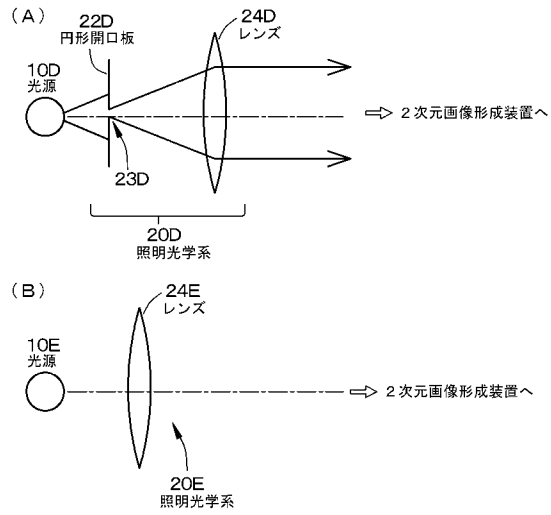 (A)
24D
レンズ
22D
円形開口板
10D
光源
⇨ 2次元画像形成装置へ
23D
20D
照明光学系
(B)
24E
レンズ
10E
光源
⇨ 2次元画像形成装置へ
20E
照明光学系